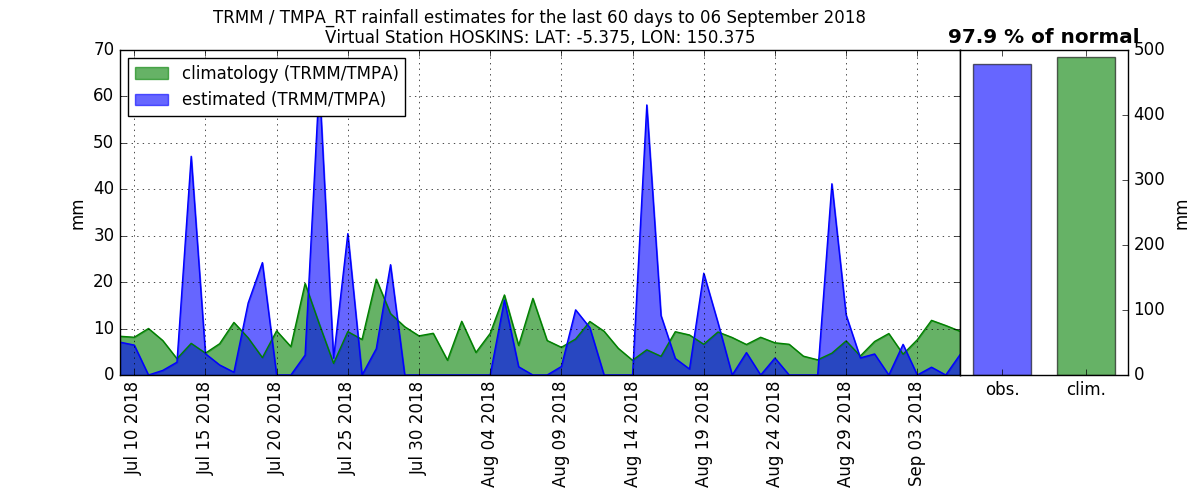 TRMM / TMPA_RT rainfall estimates for the last 60 days to 06 September 2018
Virtual Station HOSKINS: LAT: -5.375, LON: 150.375
97.9 % of normal
climatology (TRMM/TMPA)
estimated (TRMM/TMPA)
70
60
50
40
30
20
10
0
mm
Jul 10 2018
Jul 15 2018
Jul 20 2018
Jul 25 2018
Jul 30 2018
Aug 04 2018
Aug 09 2018
Aug 14 2018
Aug 19 2018
Aug 24 2018
Aug 29 2018
Sep 03 2018
obs.
clim.
500
400
300
200
100
0
mm